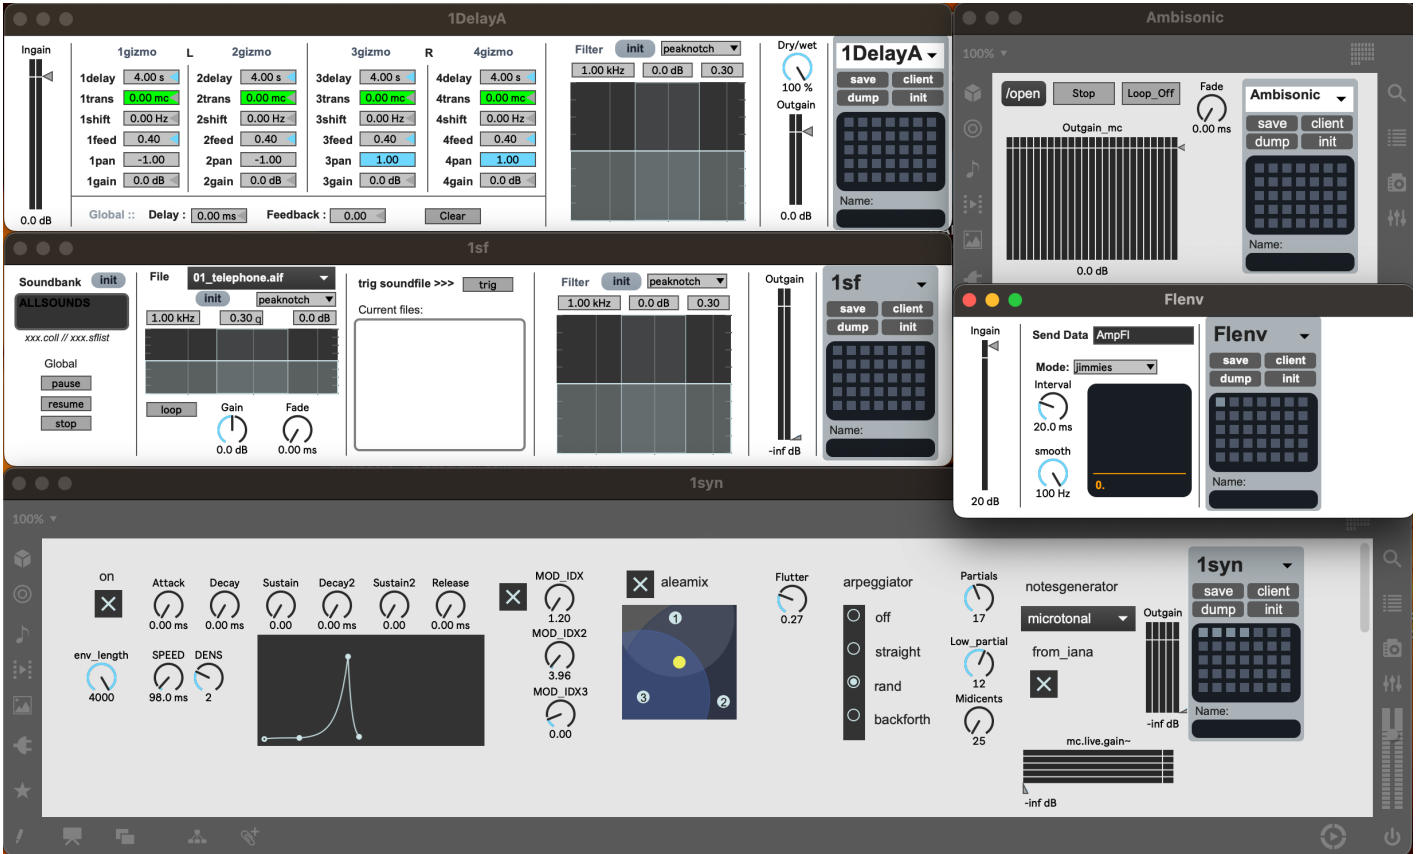 1DelayA
Ingain
0.0 dB
1gizmo L 2gizmo 3gizmo R 4gizmo
1delay 4.00 s 2delay 4.00 s 3delay 4.00 s 4delay 4.00 s
1trans 0.00 mc 2trans 0.00 mc 3trans 0.00 mc 4trans 0.00 mc
1shift 0.00 Hz 2shift 0.00 Hz 3shift 0.00 Hz 4shift 0.00 Hz
1feed 0.40 2feed 0.40 3feed 0.40 4feed 0.40
1pan -1.00 2pan -1.00 3pan 1.00 4pan 1.00
1gain 0.0 dB 2gain 0.0 dB 3gain 0.0 dB 4gain 0.0 dB
Global :: Delay : 0.00 ms Feedback : 0.00 Clear
Filter init peaknotch
1.00 kHz 0.0 dB 0.30
Dry/wet
100 %
Outgain
0.0 dB
1DelayA
save client
dump init
Name:
Ambisonic
100%
/open Stop Loop_Off
Fade
0.00 ms
Outgain_mc
0.0 dB
Ambisonic
save client
dump init
Name:
1sf
Soundbank init
ALLSOUNDS
xxx.coll // xxx.sflist
Global
pause
resume
stop
File 01_telephone.aif
init peaknotch
1.00 kHz 0.30 q 0.0 dB
loop
Gain
0.0 dB
Fade
0.00 ms
trig soundfile >>> trig
Current files:
Filter init peaknotch
1.00 kHz 0.0 dB 0.30
Outgain
-inf dB
1sf
save client
dump init
Name:
Flenv
Ingain
20 dB
Send Data AmpFl
Mode: jimmies
Interval
20.0 ms
smooth
100 Hz
0.
Flenv
save client
dump init
Name:
1syn
100%
on
Attack Decay Sustain Decay2 Sustain2 Release
0.00 ms 0.00 ms 0.00 0.00 ms 0.00 0.00 ms
env_length SPEED DENS
4000 98.0 ms 2
MOD_IDX
1.20
MOD_IDX2
3.96
MOD_IDX3
0.00
aleamix
1
2
3
Flutter
0.27
arpeggiator
off
straight
rand
backforth
Partials
17
Low_partial
12
Midicents
25
notesgenerator
microtonal
from_iana
Outgain
-inf dB
mc.live.gain~
-inf dB
1syn
save client
dump init
Name: